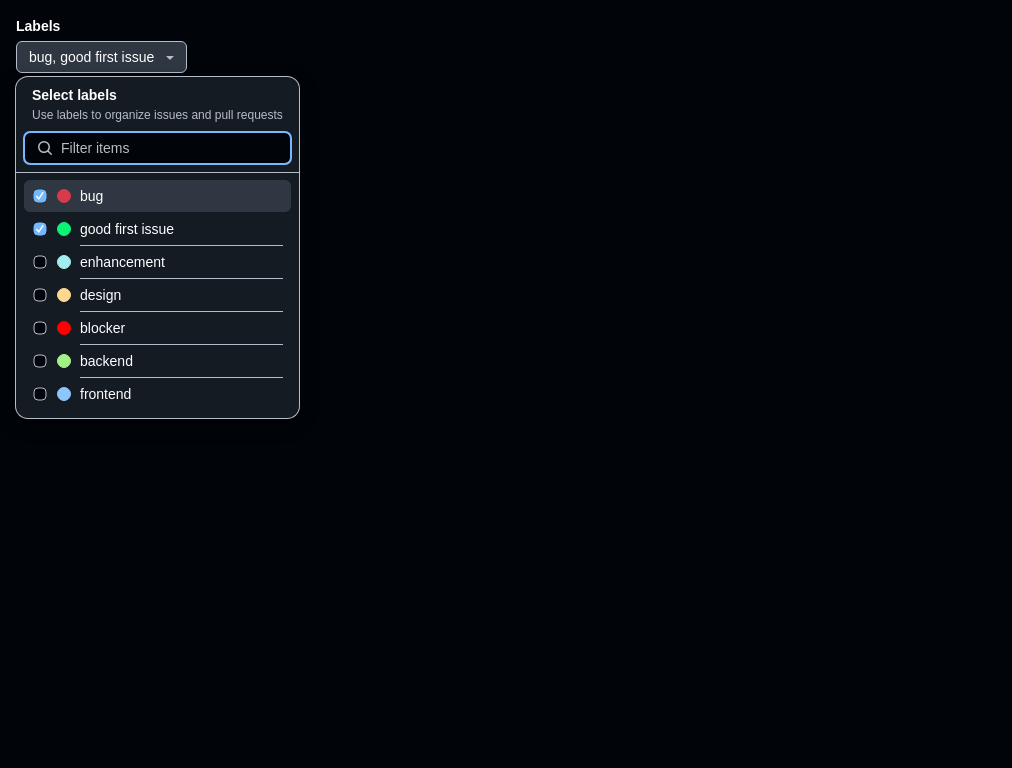 Labels
bug, good first issue
Select labels
Use labels to organize issues and pull requests
Filter items
bug
good first issue
enhancement
design
blocker
backend
frontend